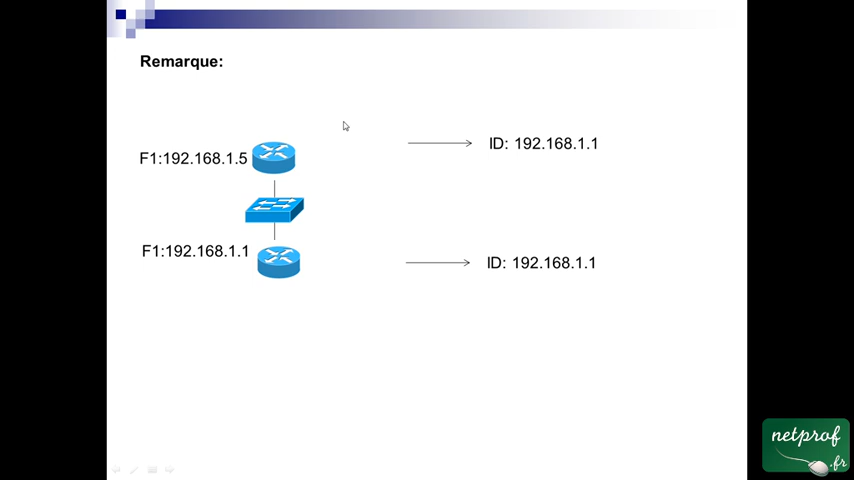 Remarque:
F1:192.168.1.5
ID: 192.168.1.1
F1:192.168.1.1
ID: 192.168.1.1
netprof
.fr